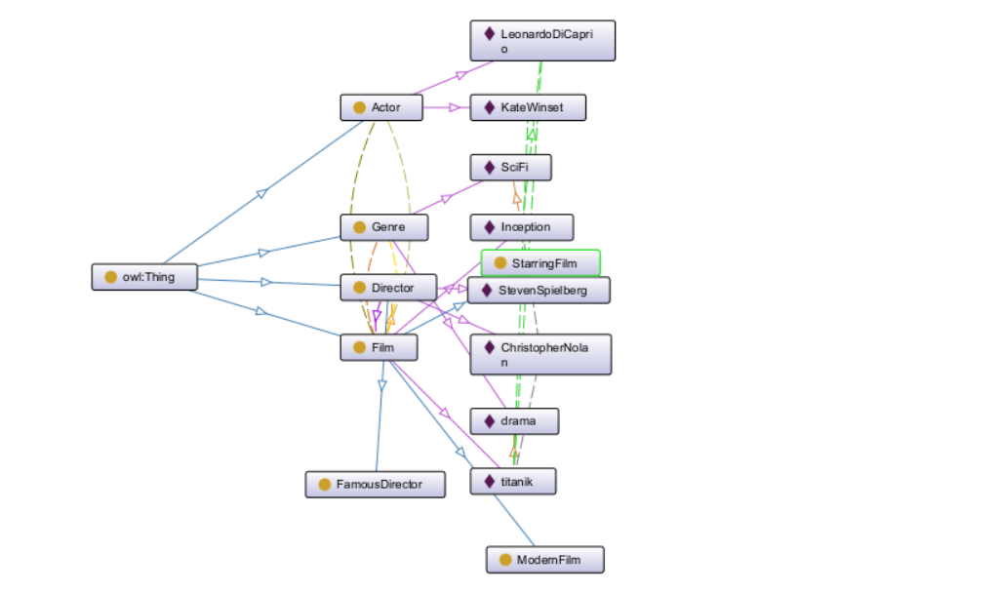 LeonardoDiCapri
o
Actor
KateWinset
SciFi
Genre
Inception
StarringFilm
owl:Thing
Director
StevenSpielberg
Film
ChristopherNola
n
drama
FamousDirector
titanik
ModernFilm